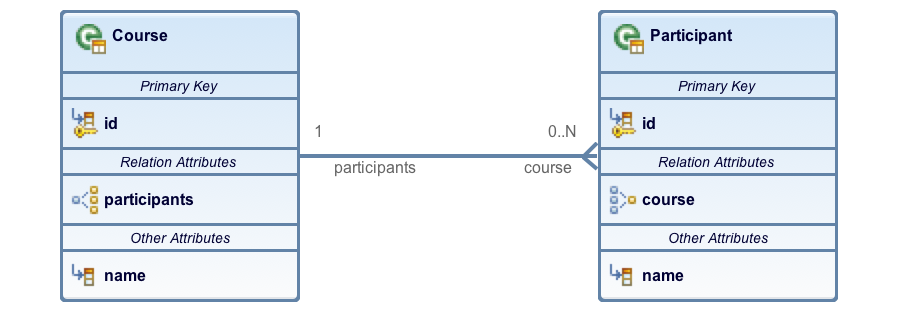 Course
Primary Key
id
Relation Attributes
participants
Other Attributes
name
1
0..N
participants
course
Participant
Primary Key
id
Relation Attributes
course
Other Attributes
name